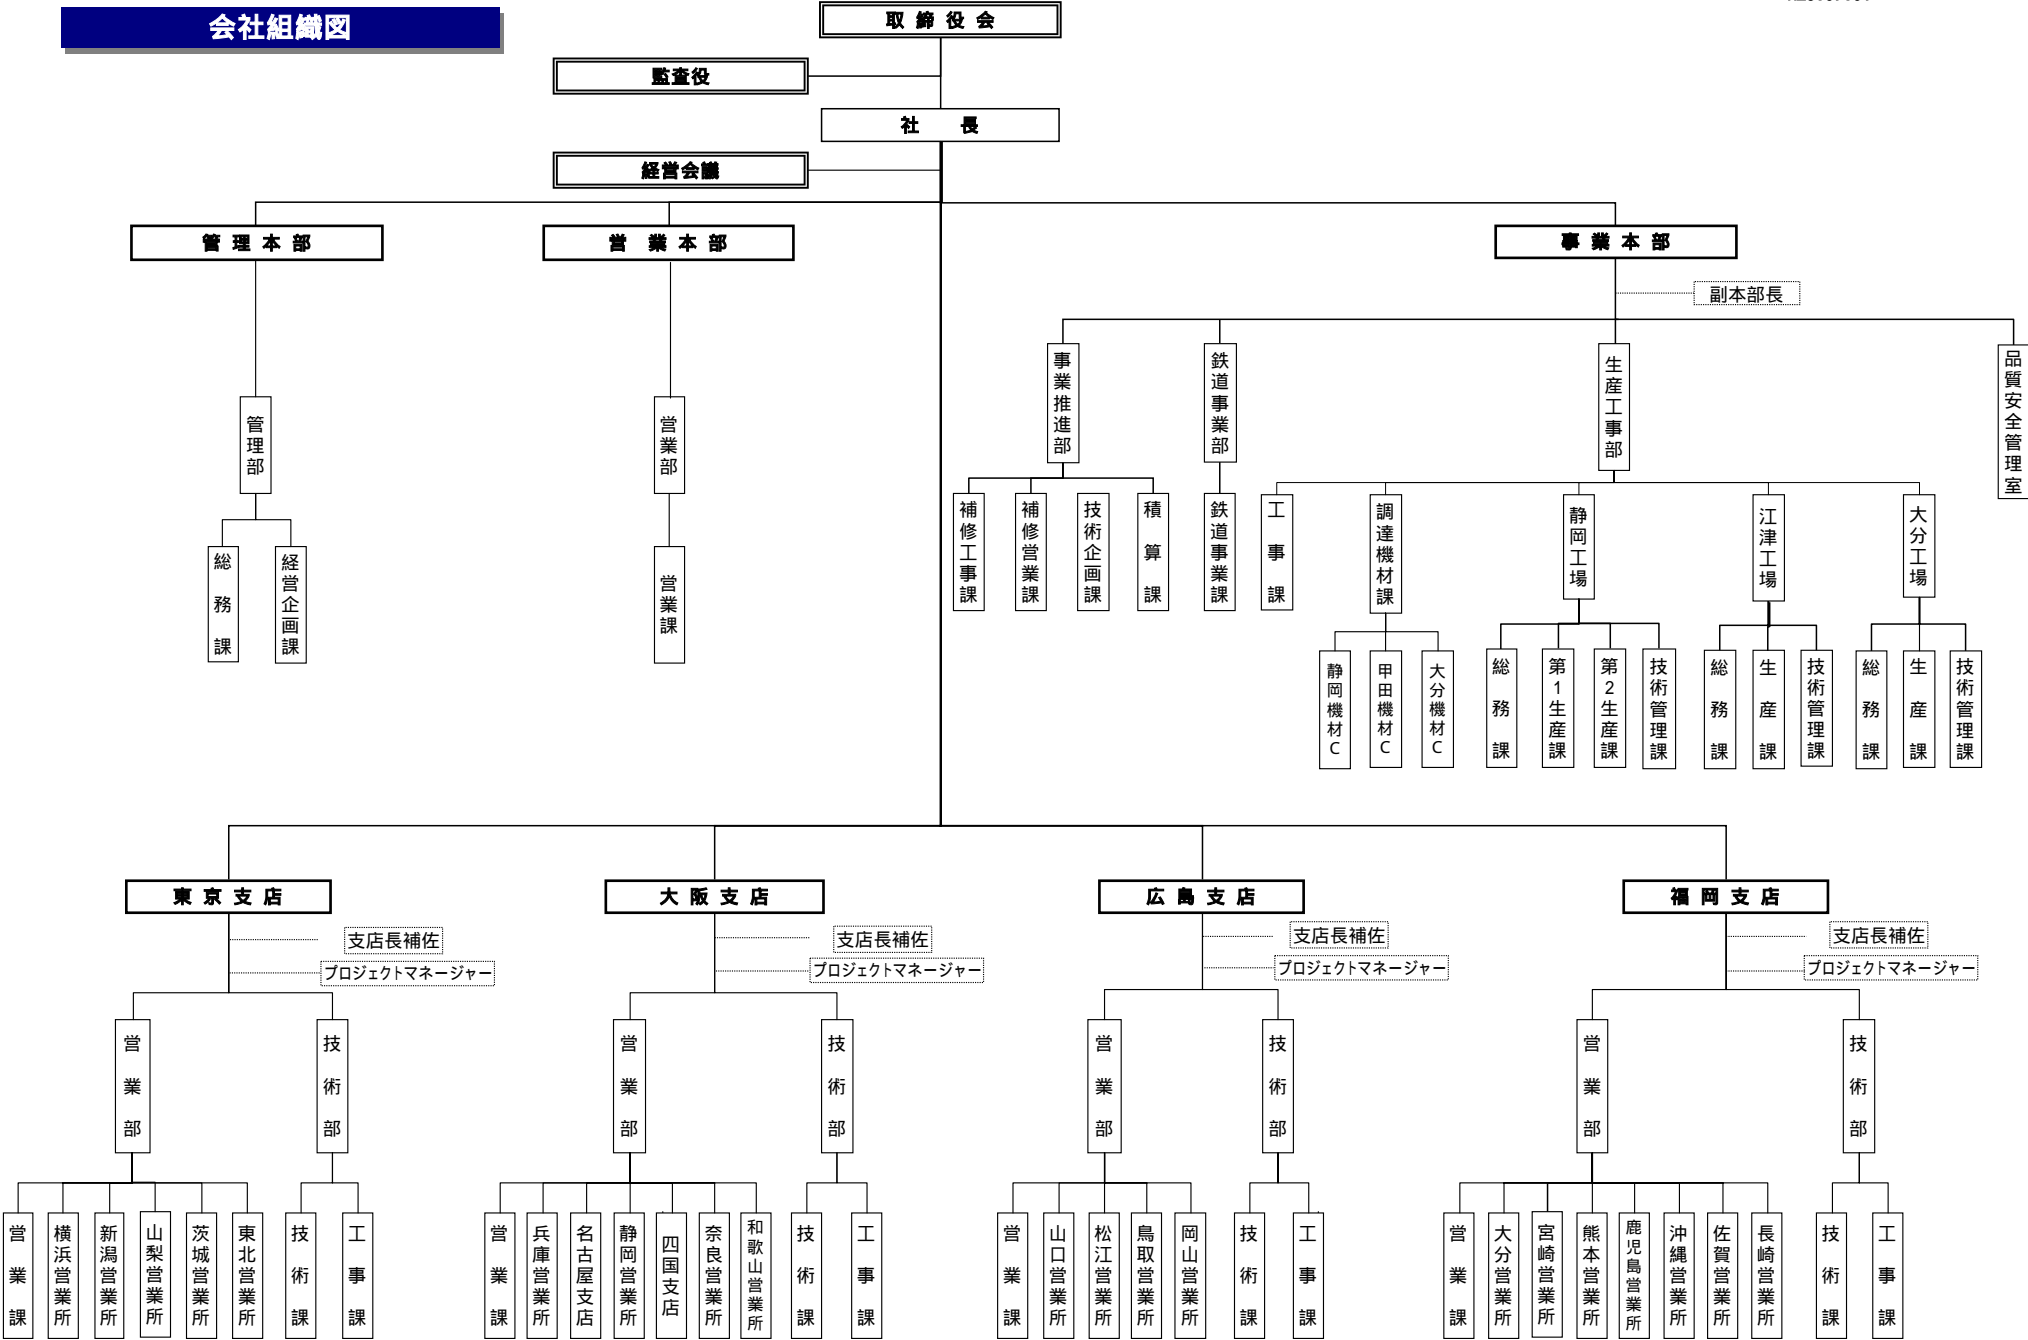 会社組織図
取締役会
監査役
社長
経営会議
管理本部
営業本部
事業本部
副本部長
事業推進部
鉄道事業部
生産工事部
品質安全管理室
管理部
営業部
補修工事課
補修営業課
技術企画課
積算課
鉄道事業課
工事課
調達機材課
静岡工場
江津工場
大分工場
総務課
経営企画課
営業課
静岡機材C
甲田機材C
大分機材C
総務課
第1生産課
第2生産課
技術管理課
総務課
生産課
技術管理課
総務課
生産課
技術管理課
東京支店
大阪支店
広島支店
福岡支店
支店長補佐
プロジェクトマネージャー
支店長補佐
プロジェクトマネージャー
支店長補佐
プロジェクトマネージャー
支店長補佐
プロジェクトマネージャー
営業部
技術部
営業部
技術部
営業部
技術部
営業部
技術部
営業課
横浜営業所
新潟営業所
山梨営業所
茨城営業所
東北営業所
技術課
工事課
営業課
兵庫営業所
名古屋支店
静岡営業所
四国支店
奈良営業所
和歌山営業所
技術課
工事課
営業課
山口営業所
松江営業所
鳥取営業所
岡山営業所
技術課
工事課
営業課
大分営業所
宮崎営業所
熊本営業所
鹿児島営業所
沖縄営業所
佐賀営業所
長崎営業所
技術課
工事課